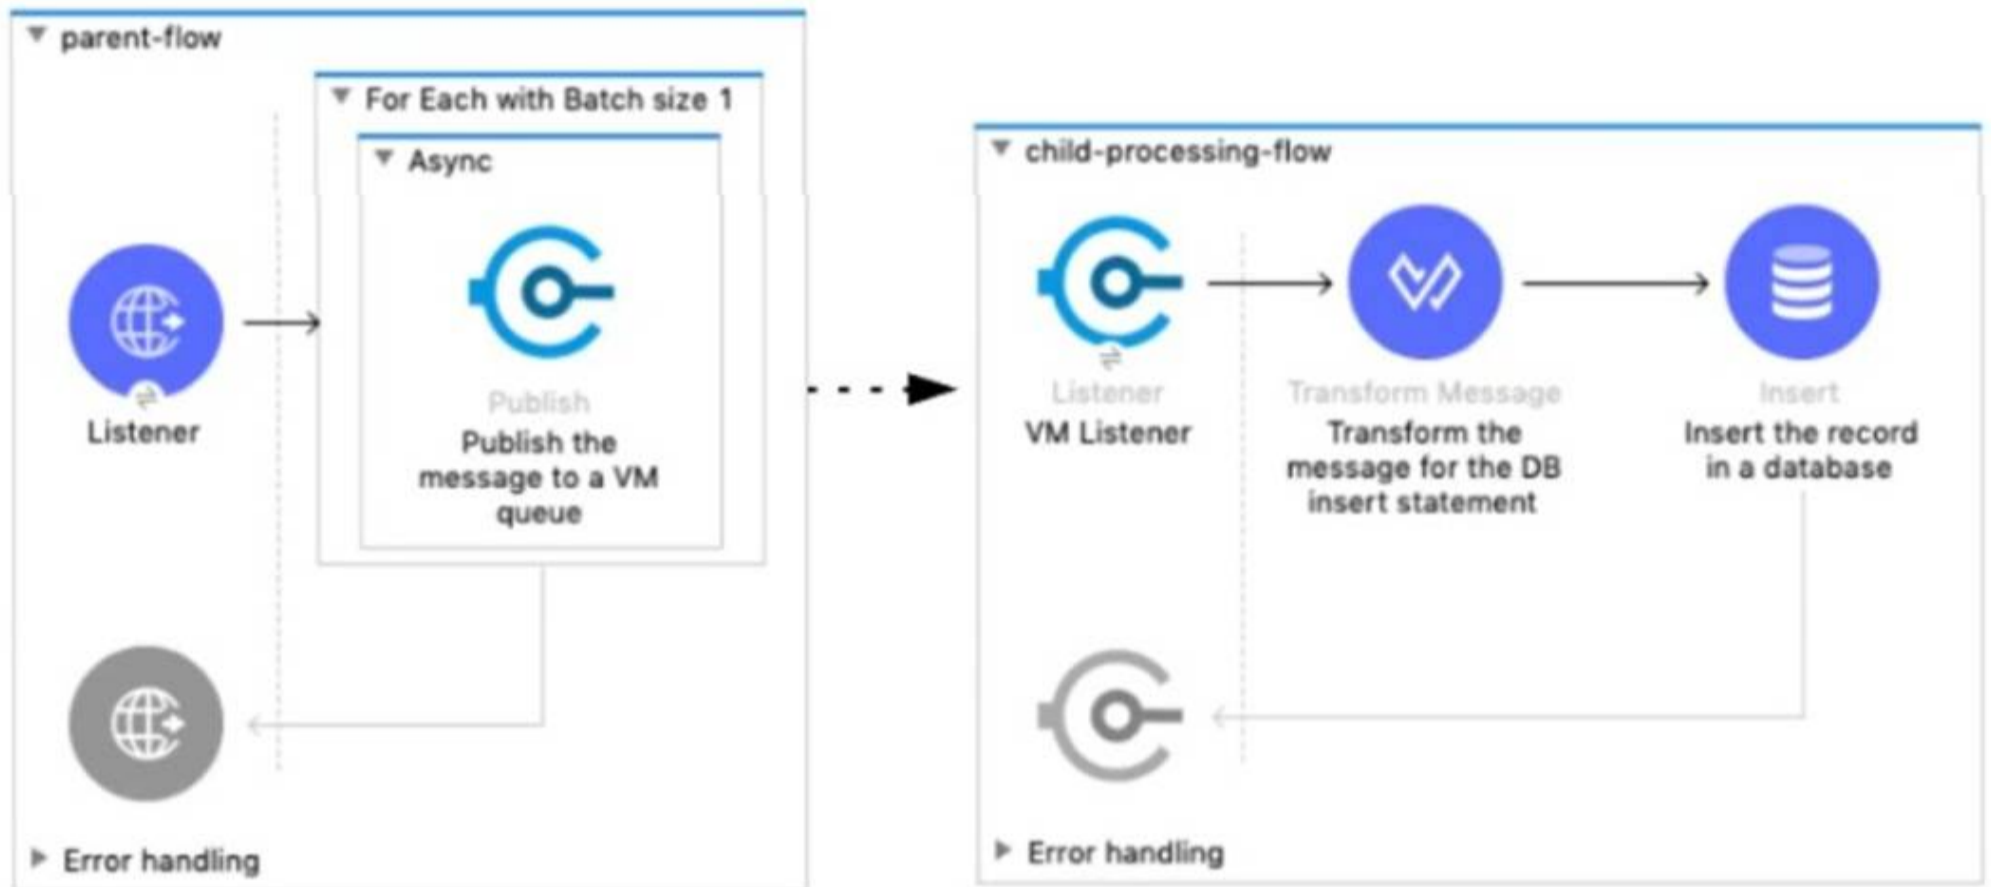 parent-flow
For Each with Batch size 1
Async
Publish
Publish the
message to a VM
queue
Listener
Error handling
child-processing-flow
Listener
VM Listener
Transform Message
Transform the
message for the DB
insert statement
Insert
Insert the record
in a database
Error handling